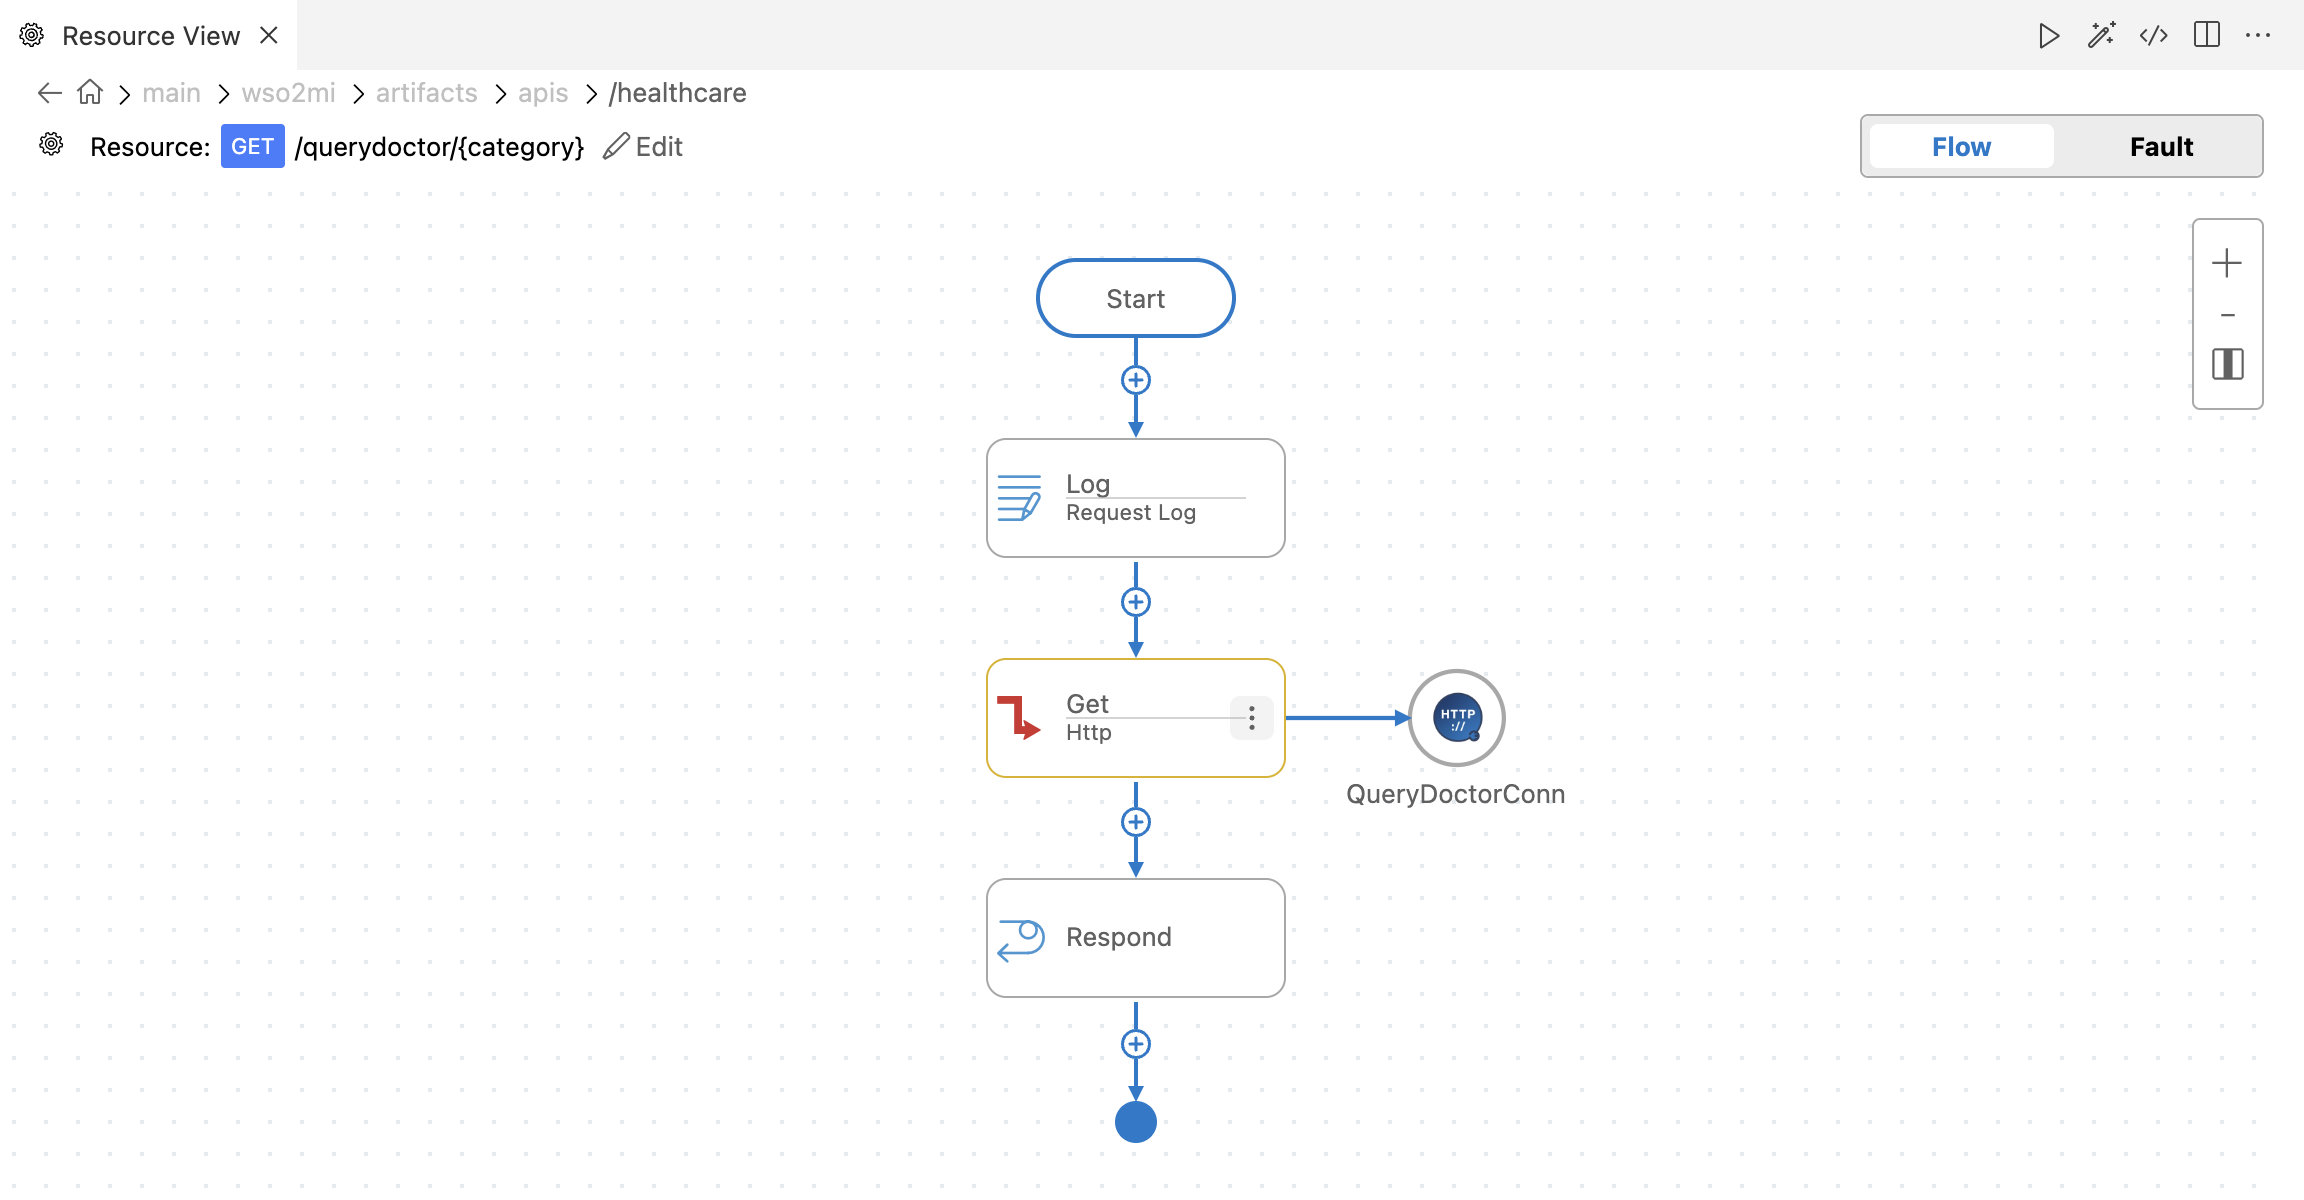 Resource View
main wso2mi artifacts apis /healthcare
Resource: GET /querydoctor/{category} Edit
Flow Fault
Start
Log
Request Log
Get
Http
HTTP
://
QueryDoctorConn
Respond